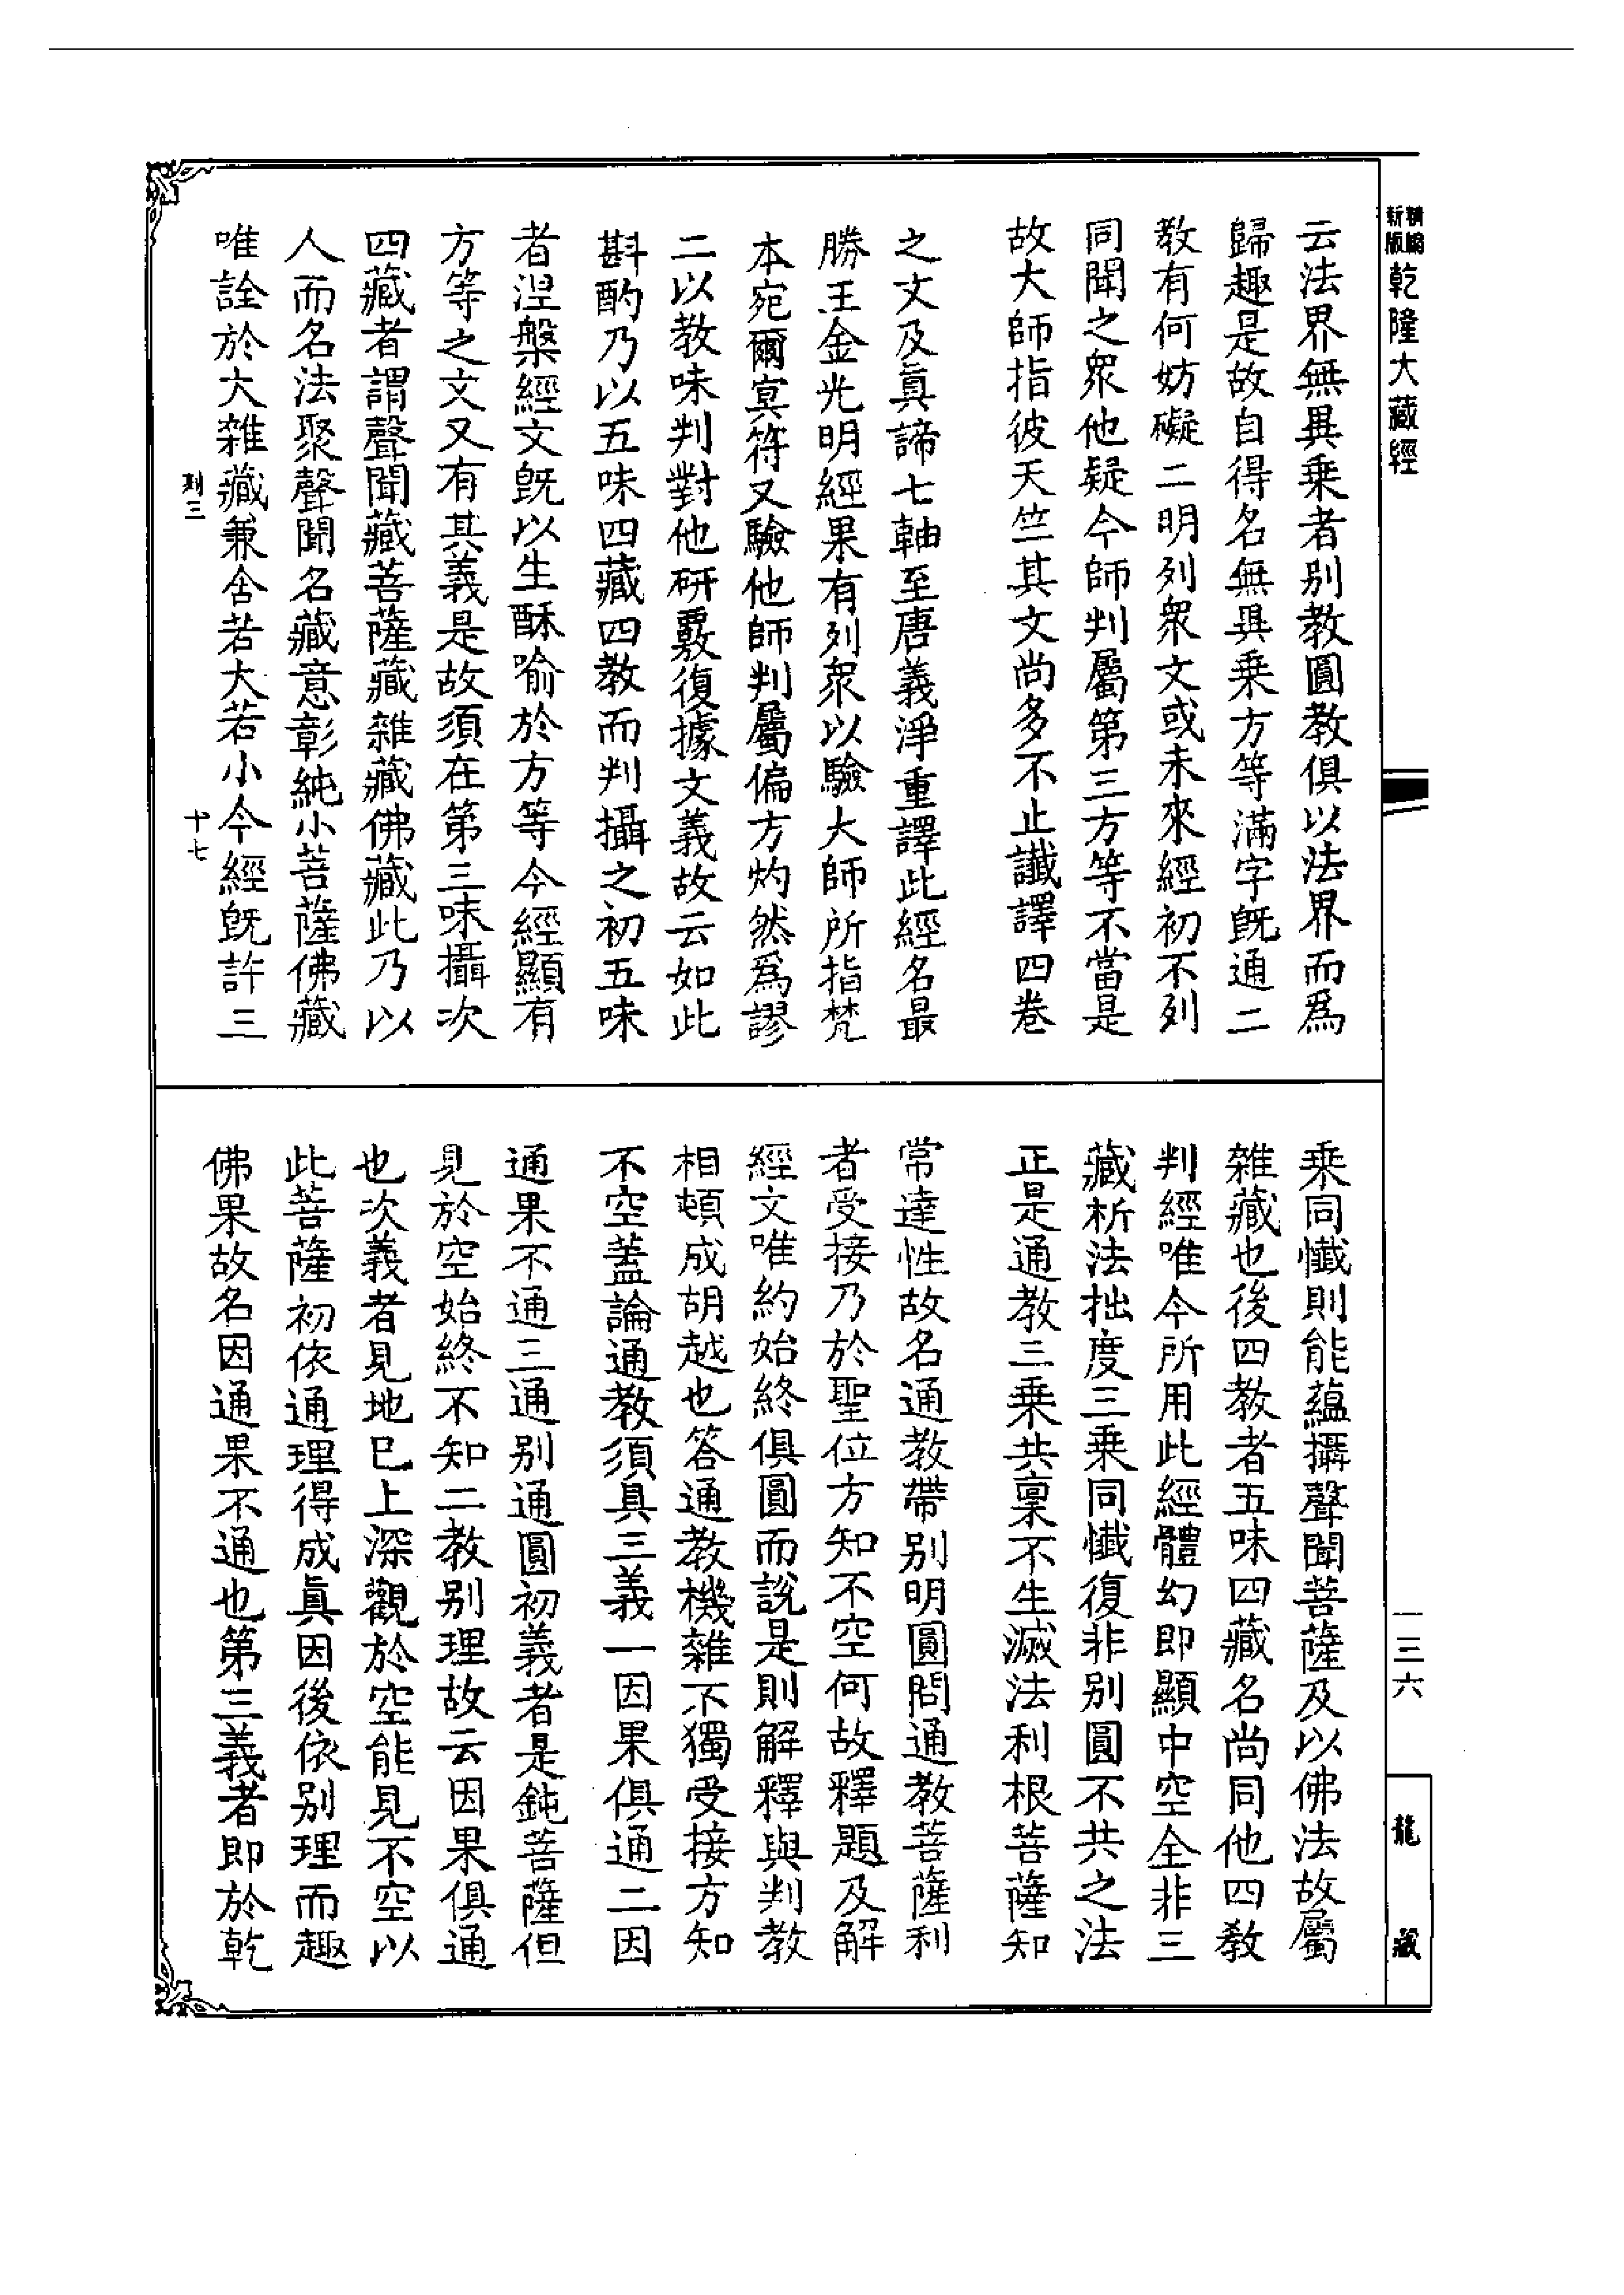 精編
新版
乾隆大藏經
云法界無異乗者别教圓教俱以法界而爲
歸趣是故自得名無異乗方等滿字旣通二
教有何妨礙二明列衆文或未來經初不列
同聞之衆他疑今師判屬第三方等不當是
故大師指彼天竺其文尚多不止讖譯四卷
之文及眞諦七軸至唐義淨重譯此經名最
勝王金光明經果有列衆以驗大師所指梵
本宛爾冥符又驗他師判屬偏方灼然爲謬
二以教味判對他研覈復據文義故云如此
斟酌乃以五味四藏四教而判攝之初五味
者涅槃經文旣以生酥喻於方等今經顯有
方等之文又有其義是故須在第三味攝次
四藏者謂聲聞藏菩薩藏雜藏佛藏此乃以
人而名法聚聲聞名藏意彰純小菩薩佛藏
唯詮於大雜藏兼含若大若小今經旣許三
十七
乗同懺則能蘊攝聲聞菩薩及以佛法故屬
雜藏也後四教者五味四藏名尚同他四教
判經唯今所用此經體幻即顯中空全非三
藏析法拙度三乗同懺復非别圓不共之法
正是通教三乗共稟不生滅法利根菩薩知
常達性故名通教帶别明圓問通教菩薩利
者受接乃於聖位方知不空何故釋題及解
經文唯約始終俱圓而說是則解釋與判教
相頓成胡越也答通教機雜不獨受接方知
不空蓋論通教須具三義一因果俱通二因
通果不通三通别通圓初義者是鈍菩薩但
見於空始終不知二教别理故云因果俱通
也次義者見地巳上深觀於空能見不空以
此菩薩初依通理得成眞因後依别理而趣
佛果故名因通果不通也第三義者即於乾
一三六
龍藏